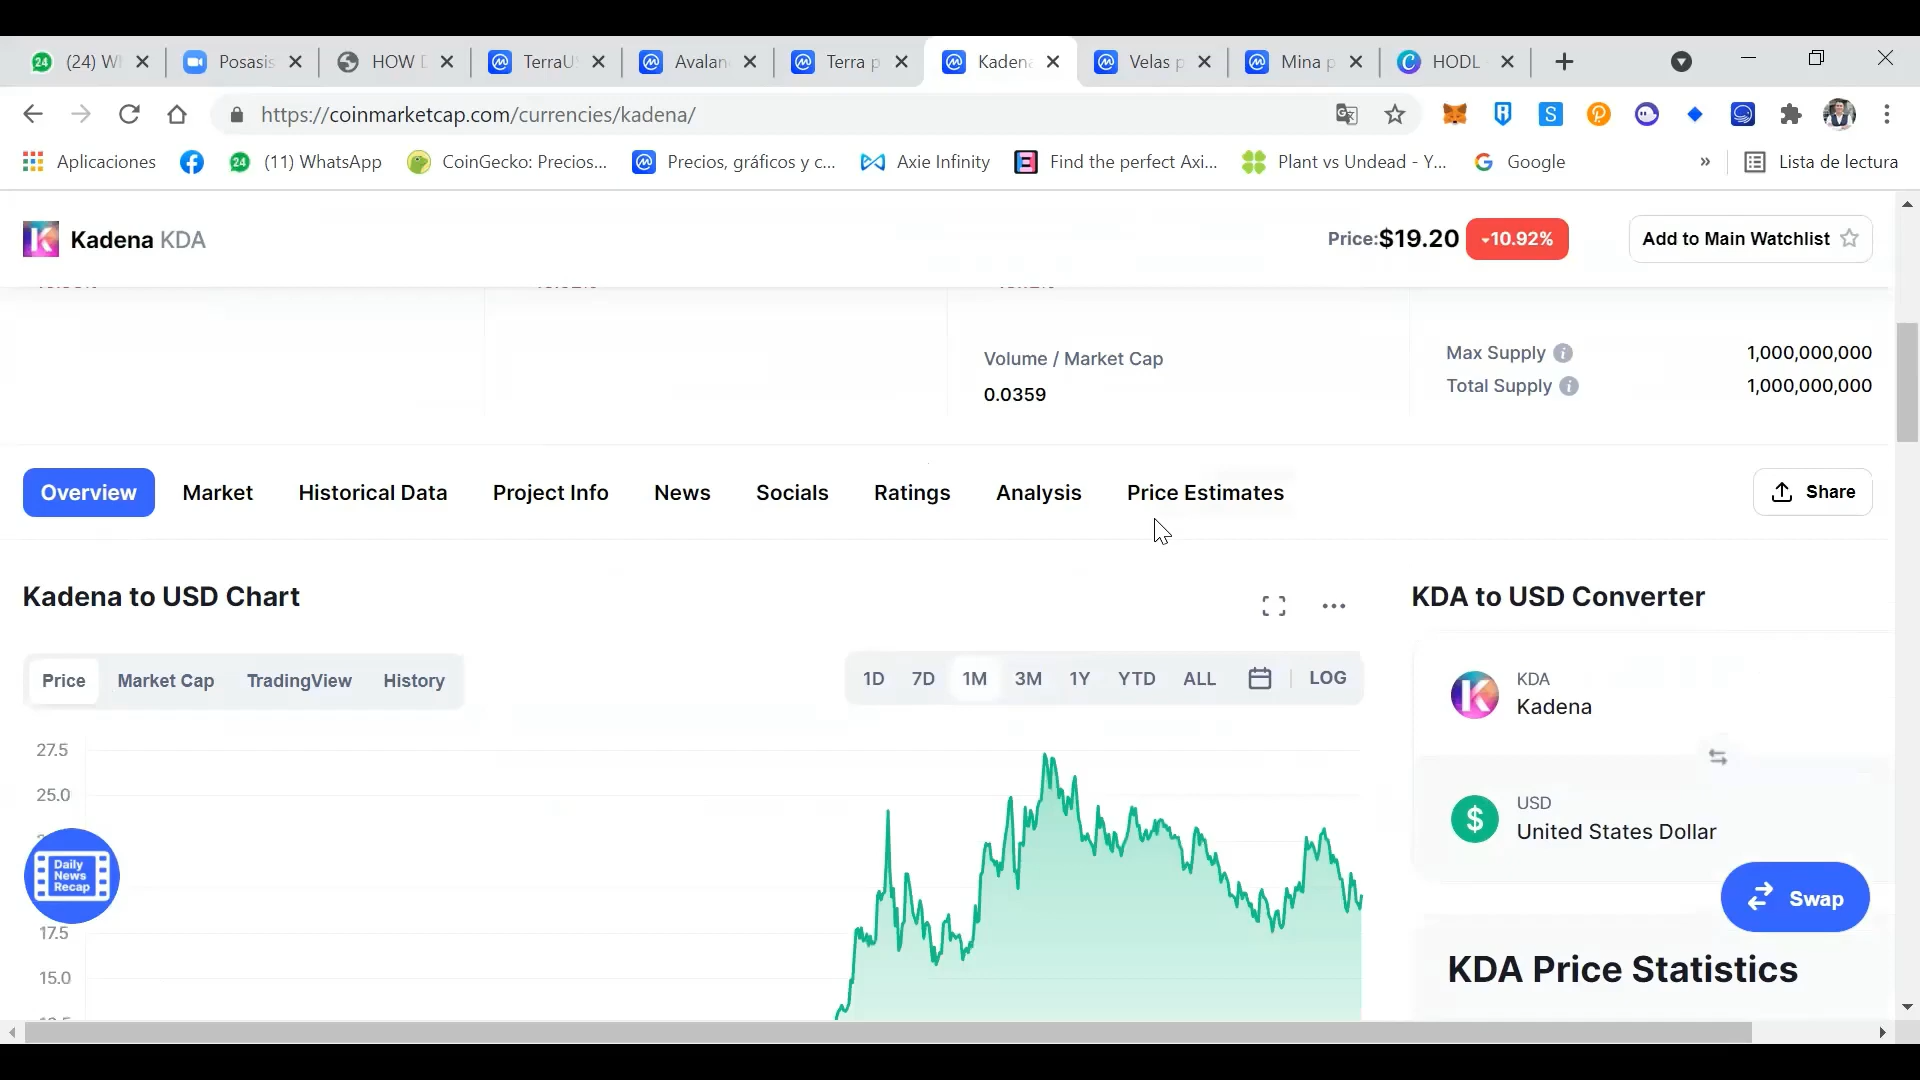 24 (24) W Posasis HOW TerraU Avalan Terra p Kadena Velas p Mina p HODL
https://coinmarketcap.com/currencies/kadena/
Aplicaciones 24 (11) WhatsApp CoinGecko: Precios... Precios, gráficos y c... Axie Infinity Find the perfect Axi... Plant vs Undead - Y... Google » Lista de lectura
Kadena KDA Price:$19.20 -10.92% Add to Main Watchlist
Volume / Market Cap
0.0359
Max Supply 1,000,000,000
Total Supply 1,000,000,000
Overview Market Historical Data Project Info News Socials Ratings Analysis Price Estimates Share
Kadena to USD Chart
Price Market Cap TradingView History 1D 7D 1M 3M 1Y YTD ALL LOG
27.5
25.0
17.5
15.0
Daily
News
Recap
KDA to USD Converter
KDA
Kadena
USD
United States Dollar
Swap
KDA Price Statistics